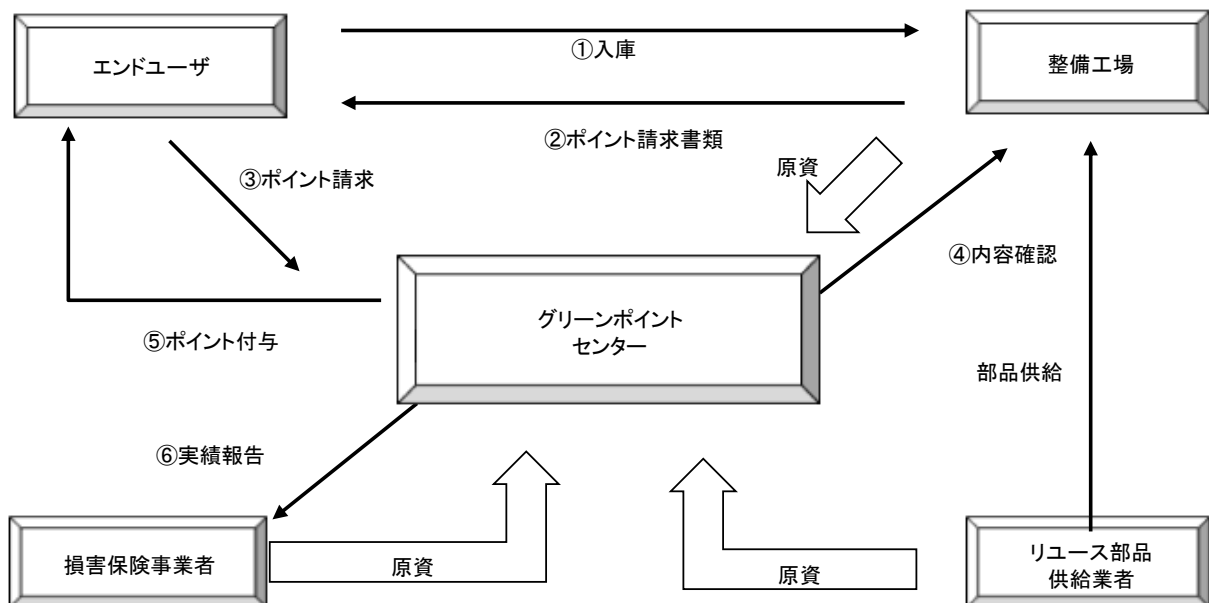 エンドユーザ
①入庫
整備工場
②ポイント請求書類
③ポイント請求
原資
④内容確認
グリーンポイント
センター
⑤ポイント付与
部品供給
⑥実績報告
損害保険事業者
原資
原資
リユース部品
供給業者